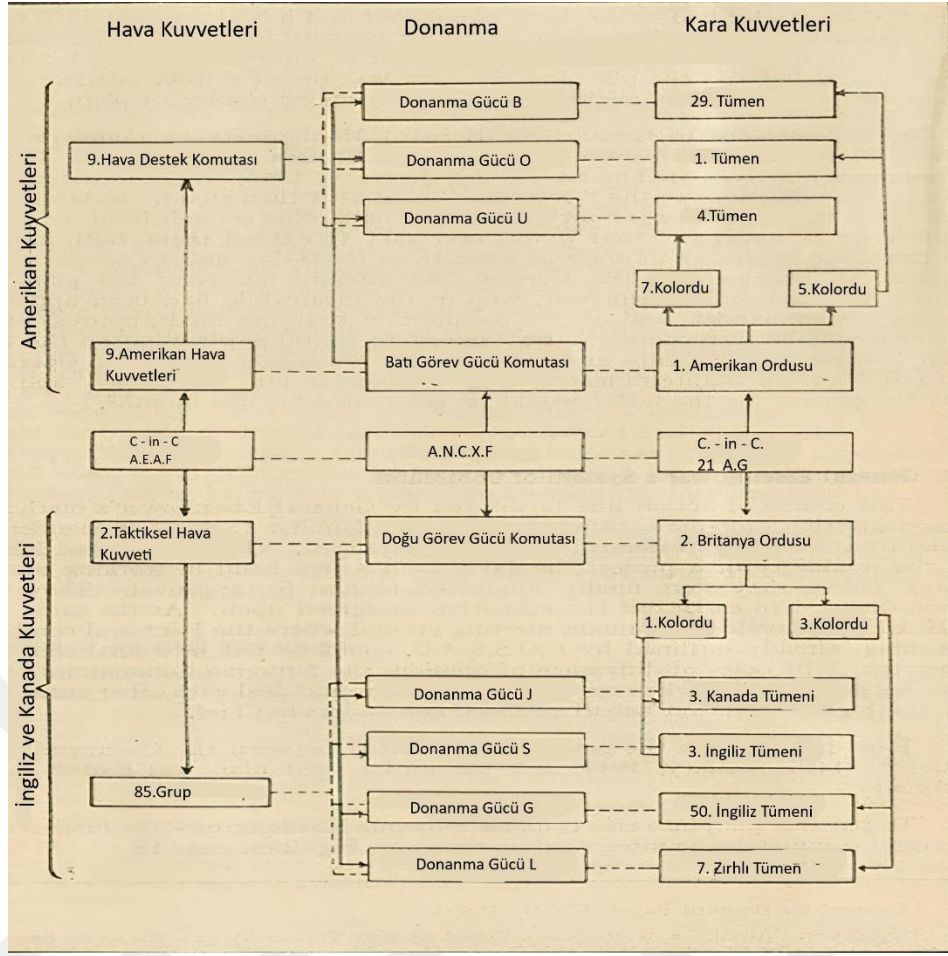 Hava Kuvvetleri
Donanma
Kara Kuvvetleri
Amerikan Kuvvetleri
Donanma Gücü B
29. Tümen
9.Hava Destek Komutası
Donanma Gücü O
1. Tümen
Donanma Gücü U
4.Tümen
7.Kolordu
5.Kolordu
9.Amerikan Hava
Kuvvetleri
Batı Görev Gücü Komutası
1. Amerikan Ordusu
C - in - C
A.E.A.F
A.N.C.X.F
C. - in - C.
21 A.G
İngiliz ve Kanada Kuvvetleri
2.Taktiksel Hava
Kuvveti
Doğu Görev Gücü Komutası
2. Britanya Ordusu
1.Kolordu
3.Kolordu
Donanma Gücü J
3. Kanada Tümeni
Donanma Gücü S
3. İngiliz Tümeni
85.Grup
Donanma Gücü G
50. İngiliz Tümeni
Donanma Gücü L
7. Zırhlı Tümen